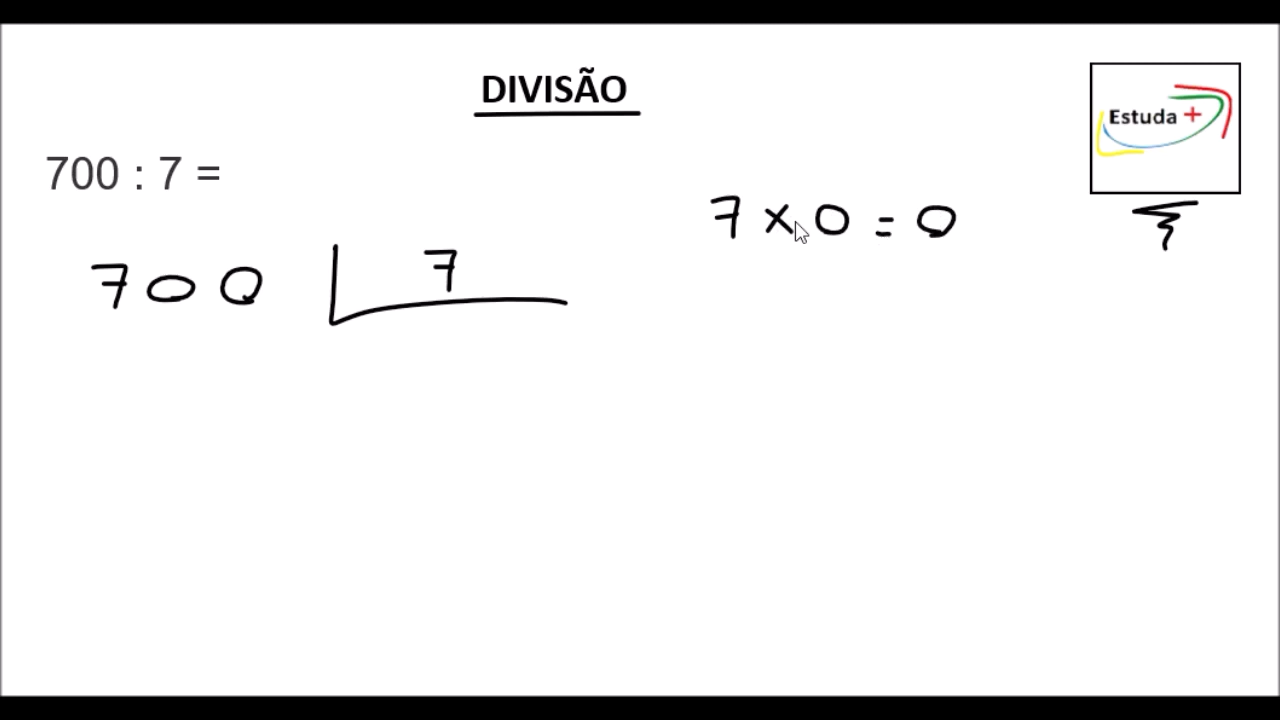 DIVISÃO
Estuda +
700 : 7 =
7 x 0 = 0
700 7